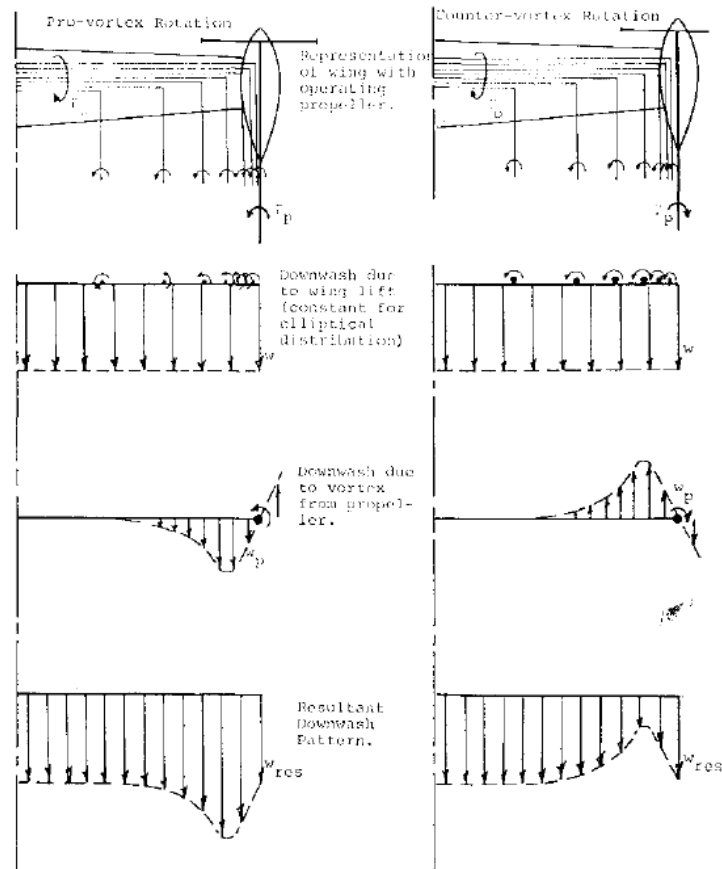 Pro-vortex Rotation
Counter-vortex Rotation
Representation
of wing with
operating
propeller.
Γp
Γp
Γp
Downwash due
to wing lift
(constant for
elliptical
distribution)
w
w
Downwash due
to vortex
from propel-
ler.
wp
wp
Resultant
Downwash
Pattern.
wres
wres